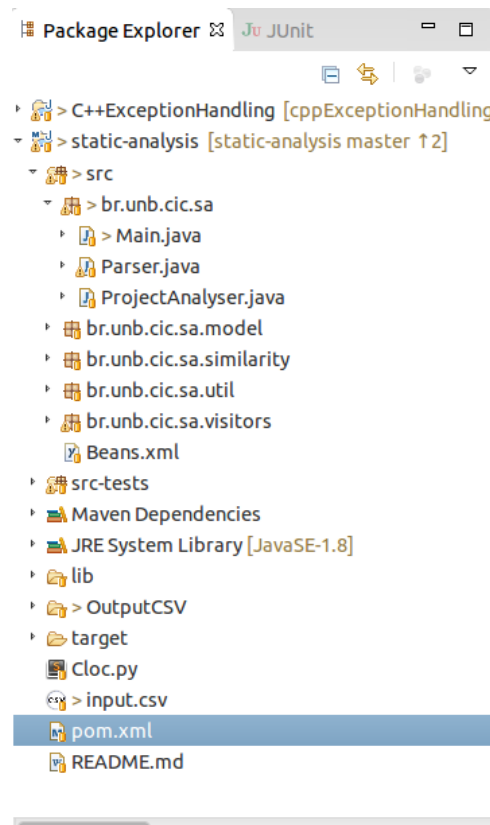 Package Explorer JUnit
> C++ExceptionHandling [cppExceptionHandling
> static-analysis [static-analysis master ↑2]
> src
> br.unb.cic.sa
> Main.java
Parser.java
ProjectAnalyser.java
br.unb.cic.sa.model
br.unb.cic.sa.similarity
br.unb.cic.sa.util
br.unb.cic.sa.visitors
Beans.xml
src-tests
Maven Dependencies
JRE System Library [JavaSE-1.8]
lib
> OutputCSV
target
Cloc.py
> input.csv
pom.xml
README.md